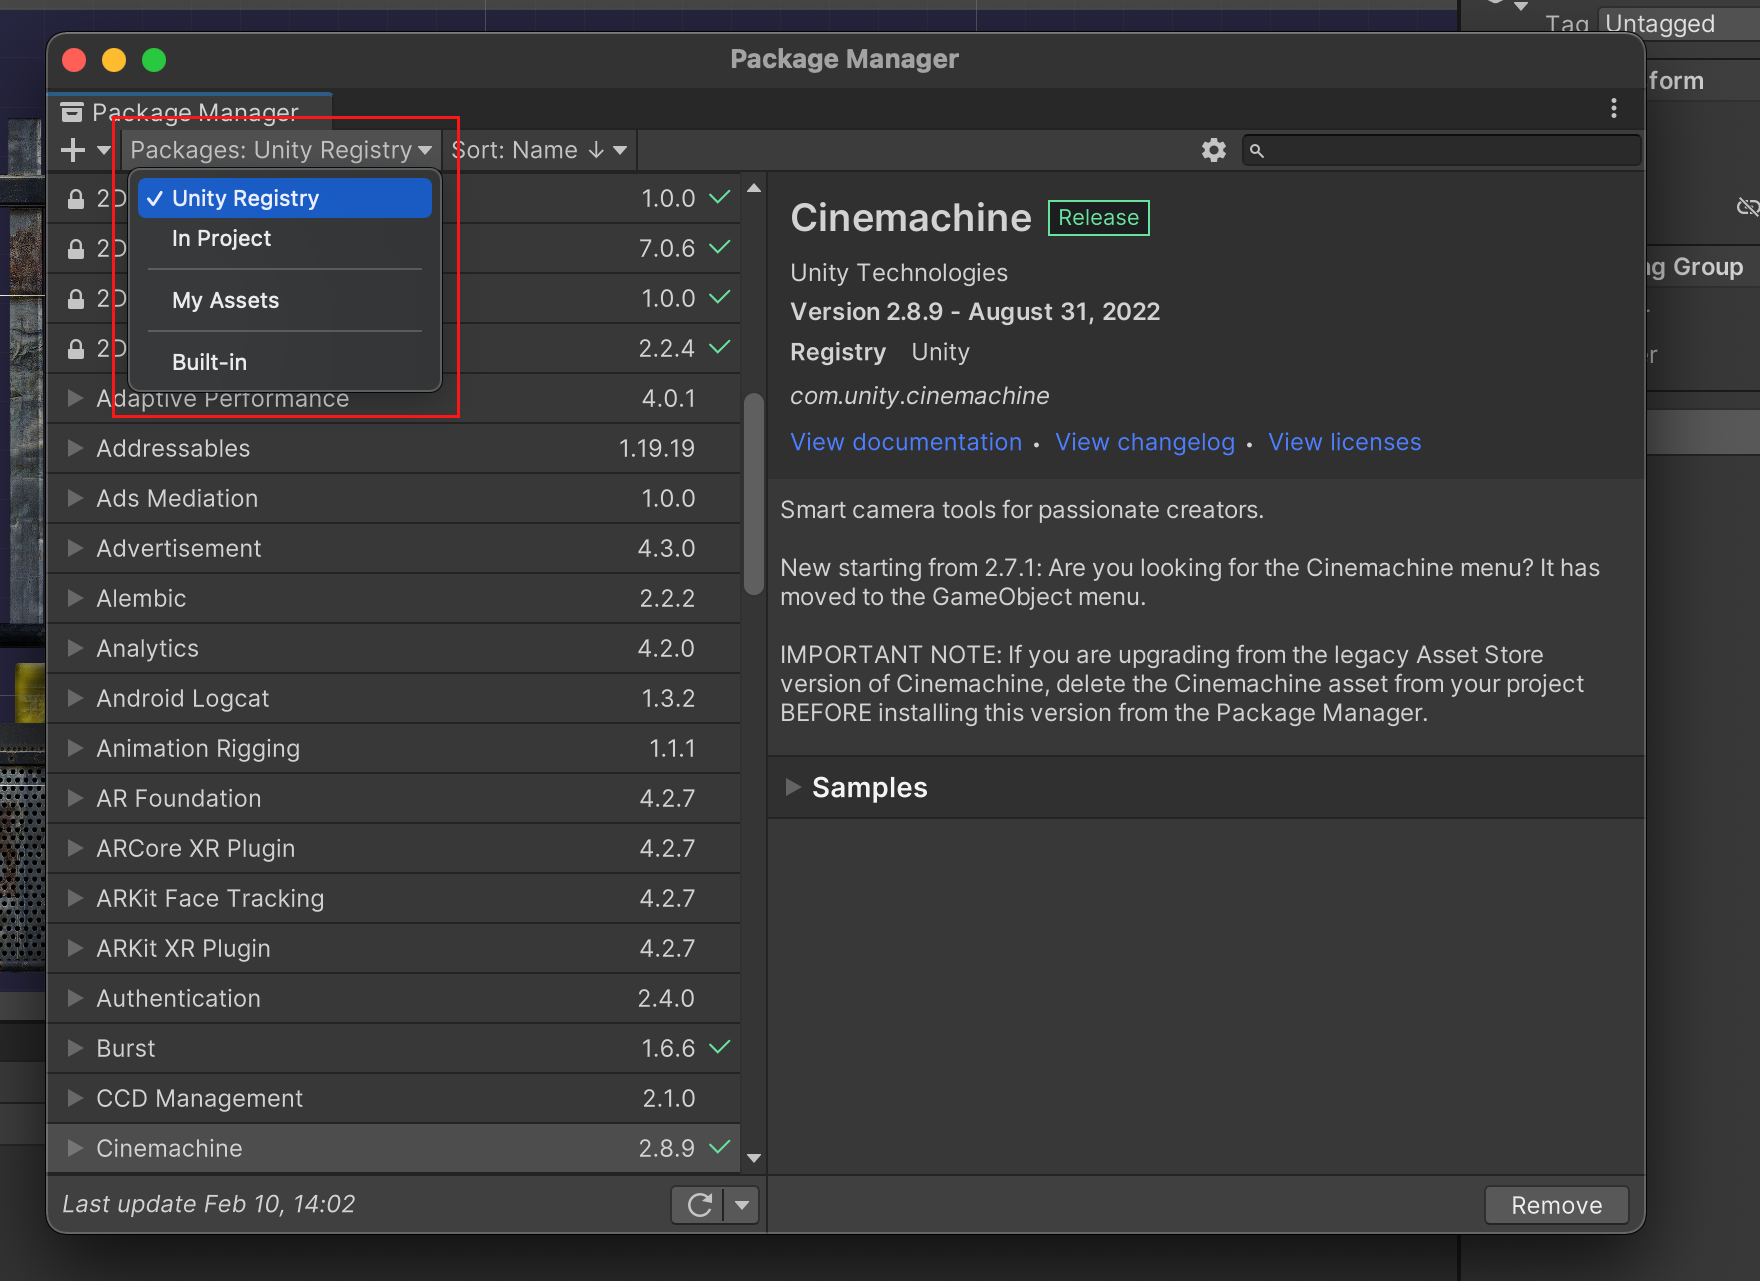 Tag Untagged
Package Manager
form
Package Manager
Packages: Unity Registry Sort: Name
2D 1.0.0
Unity Registry
In Project
2D 7.0.6
My Assets
2D 1.0.0
Built-in
2D 2.2.4
Adaptive Performance 4.0.1
Addressables 1.19.19
Ads Mediation 1.0.0
Advertisement 4.3.0
Alembic 2.2.2
Analytics 4.2.0
Android Logcat 1.3.2
Animation Rigging 1.1.1
AR Foundation 4.2.7
ARCore XR Plugin 4.2.7
ARKit Face Tracking 4.2.7
ARKit XR Plugin 4.2.7
Authentication 2.4.0
Burst 1.6.6
CCD Management 2.1.0
Cinemachine 2.8.9
Last update Feb 10, 14:02
Cinemachine Release
Unity Technologies
Version 2.8.9 - August 31, 2022
Registry Unity
com.unity.cinemachine
View documentation • View changelog • View licenses
Smart camera tools for passionate creators.
New starting from 2.7.1: Are you looking for the Cinemachine menu? It has
moved to the GameObject menu.
IMPORTANT NOTE: If you are upgrading from the legacy Asset Store
version of Cinemachine, delete the Cinemachine asset from your project
BEFORE installing this version from the Package Manager.
Samples
Remove
ng Group
er